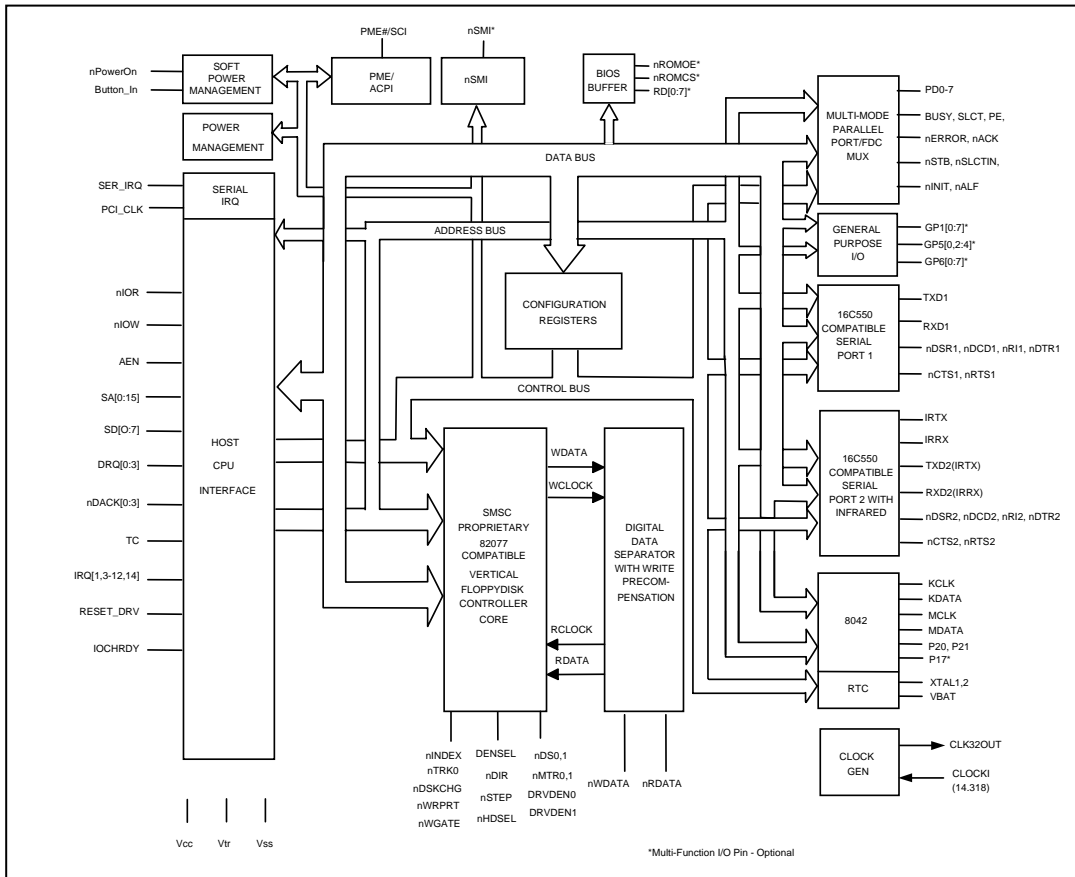 PME#/SCI
nSMI*
nPowerOn
Button_In
SOFT
POWER
MANAGEMENT
PME/
ACPI
nSMI
BIOS
BUFFER
nROMOE*
nROMCS*
RD[0:7]*
POWER
MANAGEMENT
DATA BUS
MULTI-MODE
PARALLEL
PORT/FDC
MUX
PD0-7
BUSY, SLCT, PE,
nERROR, nACK
nSTB, nSLCTIN,
nINIT, nALF
SER_IRQ
PCI_CLK
SERIAL
IRQ
ADDRESS BUS
GENERAL
PURPOSE
I/O
GP1[0:7]*
GP5[0,2:4]*
GP6[0:7]*
CONFIGURATION
REGISTERS
16C550
COMPATIBLE
SERIAL
PORT 1
TXD1
RXD1
nDSR1, nDCD1, nRI1, nDTR1
nCTS1, nRTS1
CONTROL BUS
nIOR
nIOW
AEN
SA[0:15]
SD[O:7]
DRQ[0:3]
nDACK[0:3]
TC
IRQ[1,3-12,14]
RESET_DRV
IOCHRDY
HOST
CPU
INTERFACE
SMSC
PROPRIETARY
82077
COMPATIBLE
VERTICAL
FLOPPYDISK
CONTROLLER
CORE
WDATA
WCLOCK
RCLOCK
RDATA
DIGITAL
DATA
SEPARATOR
WITH WRITE
PRECOM-
PENSATION
16C550
COMPATIBLE
SERIAL
PORT 2 WITH
INFRARED
IRTX
IRRX
TXD2(IRTX)
RXD2(IRRX)
nDSR2, nDCD2, nRI2, nDTR2
nCTS2, nRTS2
8042
KCLK
KDATA
MCLK
MDATA
P20, P21
P17*
RTC
XTAL1,2
VBAT
CLOCK
GEN
CLK32OUT
CLOCKI
(14.318)
nINDEX
nTRK0
nDSKCHG
nWRPRT
nWGATE
DENSEL
nDIR
nSTEP
nHDSEL
nDS0,1
nMTR0,1
DRVDEN0
DRVDEN1
nWDATA
nRDATA
Vcc
Vtr
Vss
*Multi-Function I/O Pin - Optional